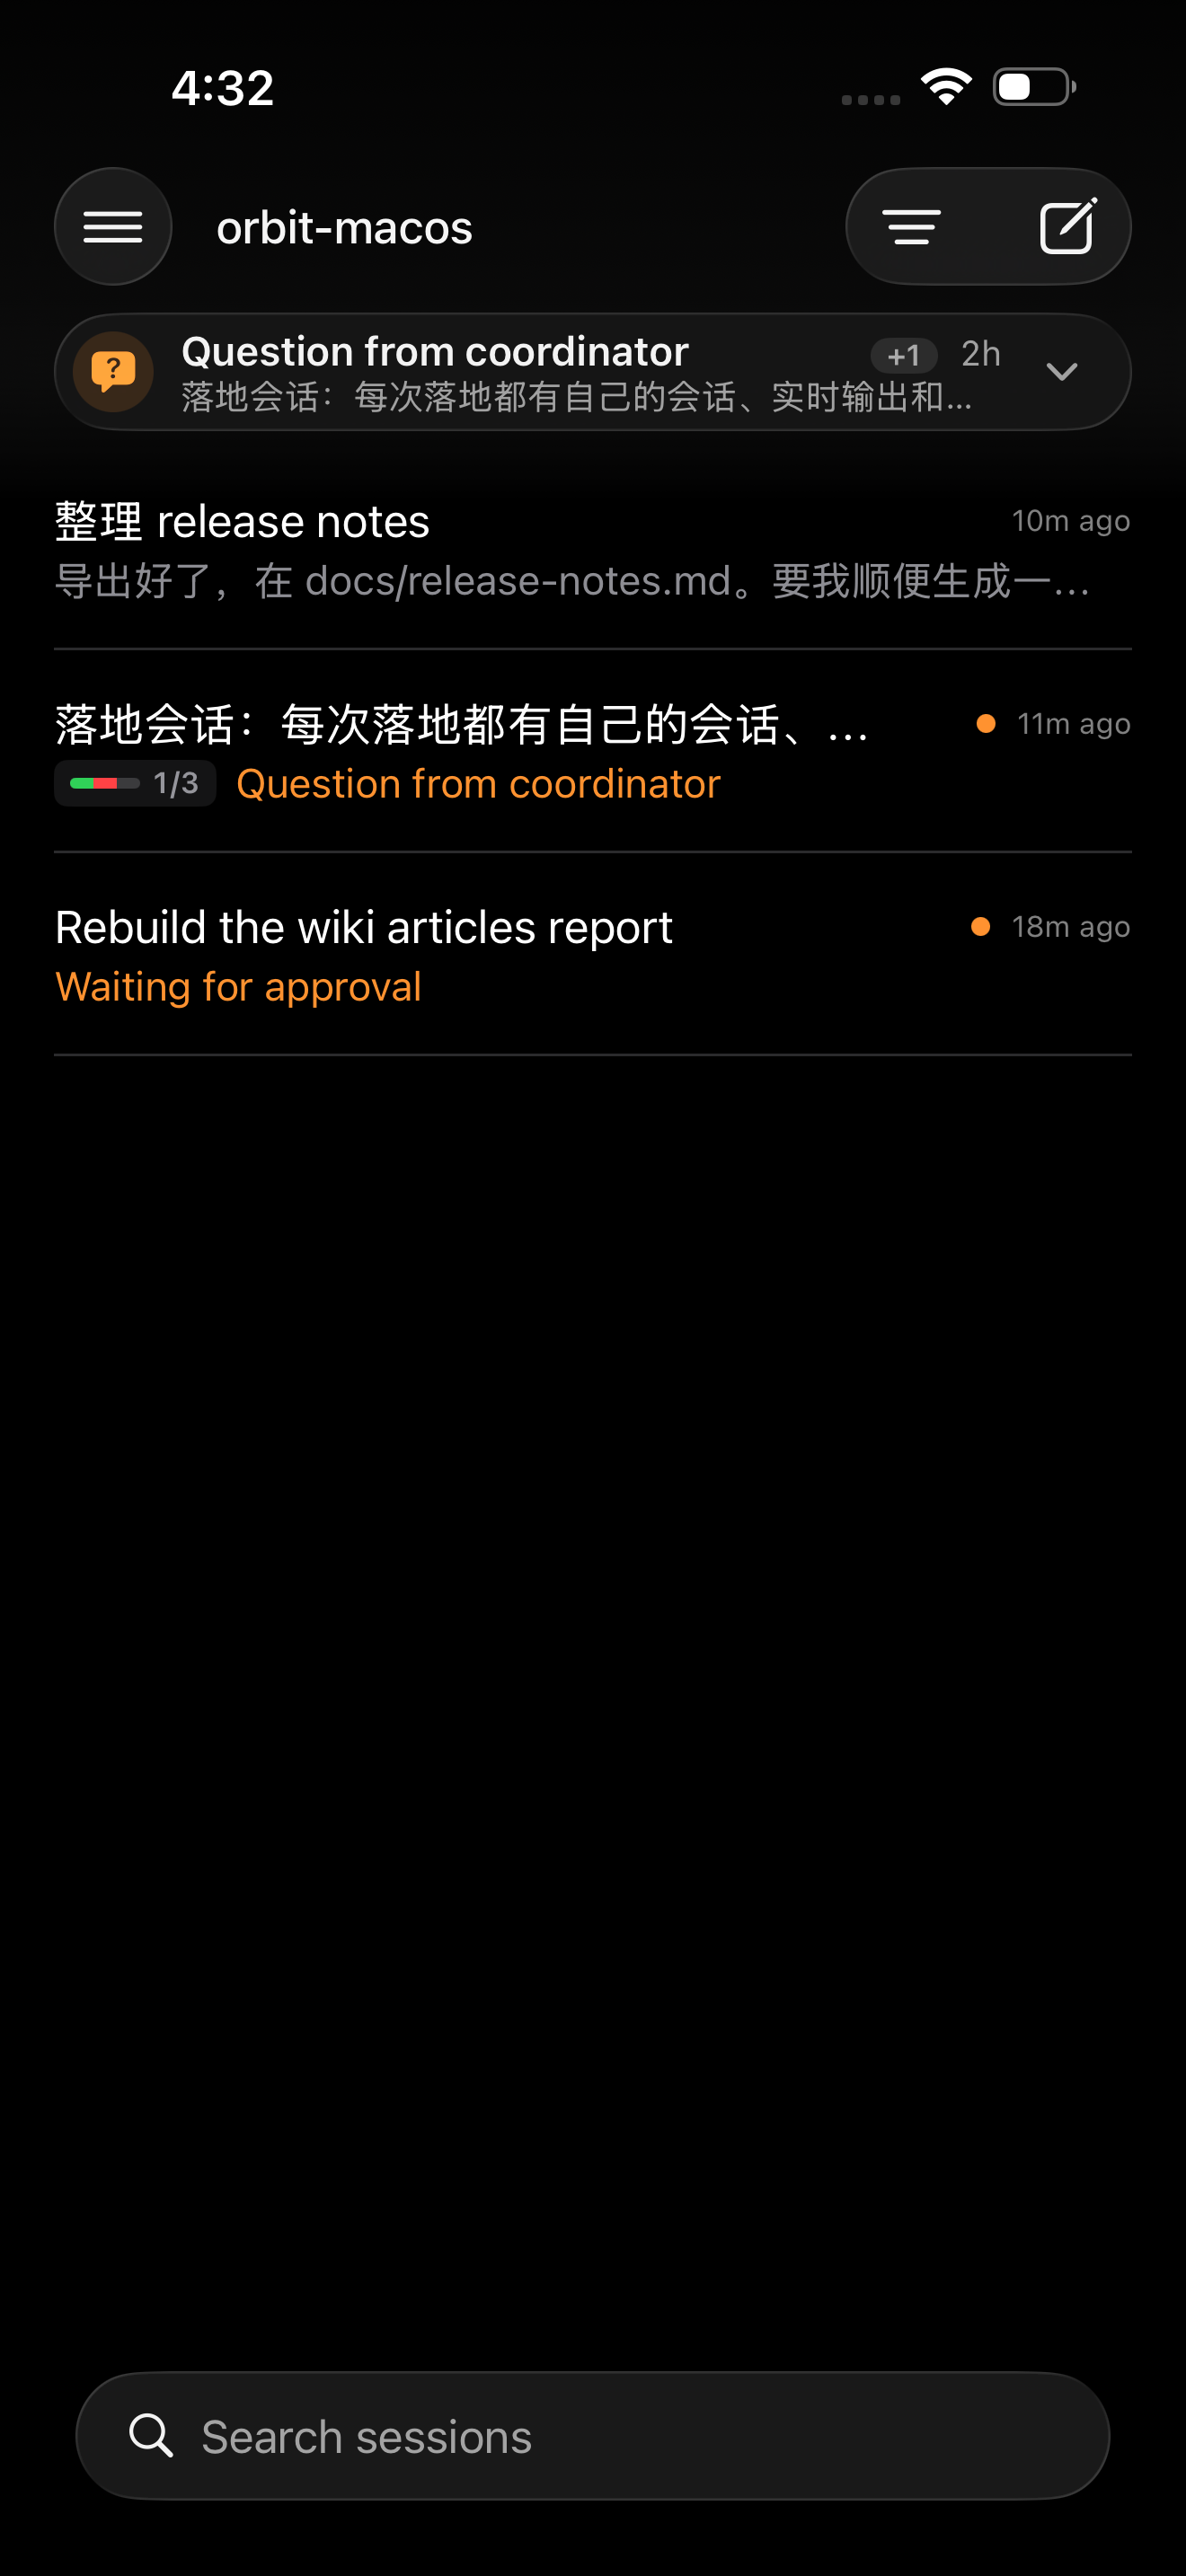 4:32
orbit-macos
Question from coordinator +1 2h
落地会话：每次落地都有自己的会话、实时输出和...
整理 release notes 10m ago
导出好了，在 docs/release-notes.md。要我顺便生成一...
落地会话：每次落地都有自己的会话、... 11m ago
1/3 Question from coordinator
Rebuild the wiki articles report 18m ago
Waiting for approval
Search sessions